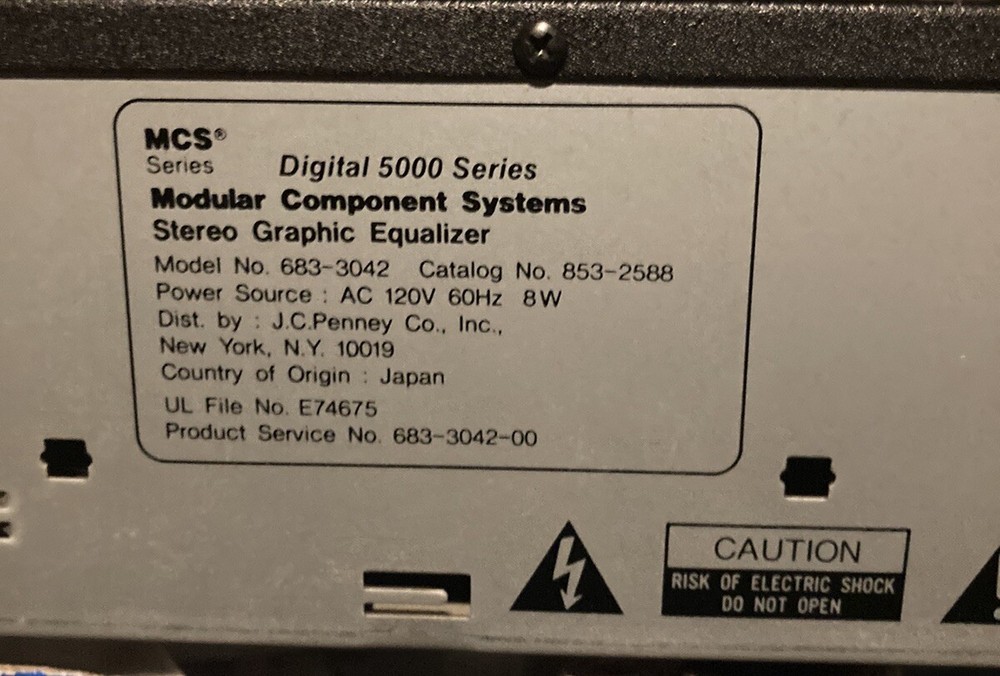 MCS®
Series Digital 5000 Series
Modular Component Systems
Stereo Graphic Equalizer
Model No. 683-3042 Catalog No. 853-2588
Power Source : AC 120V 60Hz 8W
Dist. by : J.C.Penney Co., Inc.,
New York, N.Y. 10019
Country of Origin : Japan
UL File No. E74675
Product Service No. 683-3042-00
CAUTION
RISK OF ELECTRIC SHOCK
DO NOT OPEN